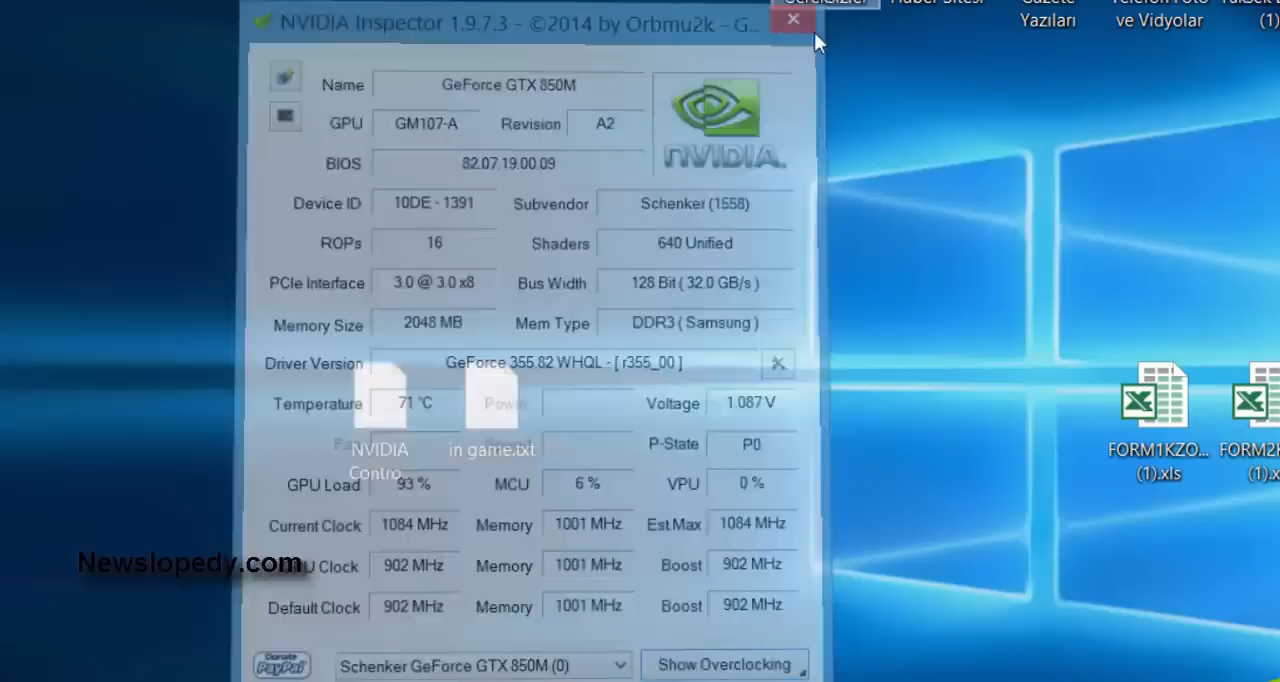 NVIDIA Inspector 1.9.7.3 - ©2014 by Orbmu2k - G...
Gazete
Yazıları
Telefon Foto
ve Vidyolar
(1)
Name GeForce GTX 850M
GPU GM107-A Revision A2
NVIDIA.
BIOS 82.07.19.00.09
Device ID 10DE - 1391 Subvendor Schenker (1558)
ROPs 16 Shaders 640 Unified
PCIe Interface 3.0 @ 3.0 x8 Bus Width 128 Bit ( 32.0 GB/s )
Memory Size 2048 MB Mem Type DDR3 ( Samsung )
Driver Version GeForce 355.82 WHQL - [ r355_00 ]
Temperature 71 °C Power Voltage 1.087 V
P-State P0
NVIDIA
Contro...
in game.txt
FORM1KZO...
(1).xls
GPU Load 93 % MCU 6 % VPU 0 %
Current Clock 1084 MHz Memory 1001 MHz Est.Max 1084 MHz
Newslopedy.com
Clock 902 MHz Memory 1001 MHz Boost 902 MHz
Default Clock 902 MHz Memory 1001 MHz Boost 902 MHz
Donate
PayPal
Schenker GeForce GTX 850M (0)
Show Overclocking